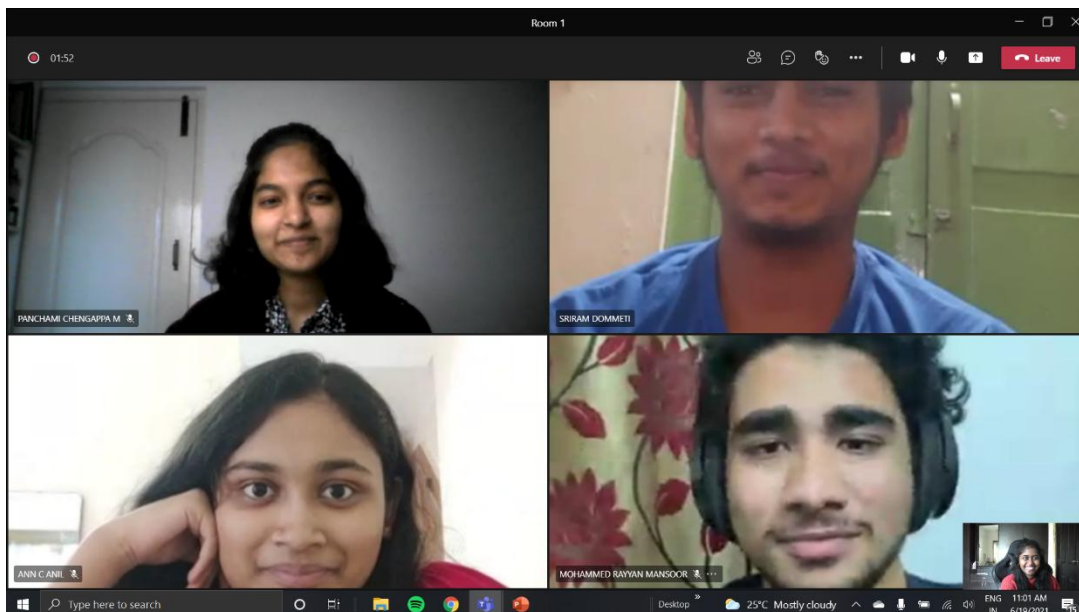 Room 1
01:52
Leave
PANCHAMI CHENGAPPA M
SRIRAM DOMMETI
ANN C ANIL
MOHAMMED RAYYAN MANSOOR
Type here to search
Desktop
25°C Mostly cloudy
ENG
IN
11:01 AM
6/19/2021